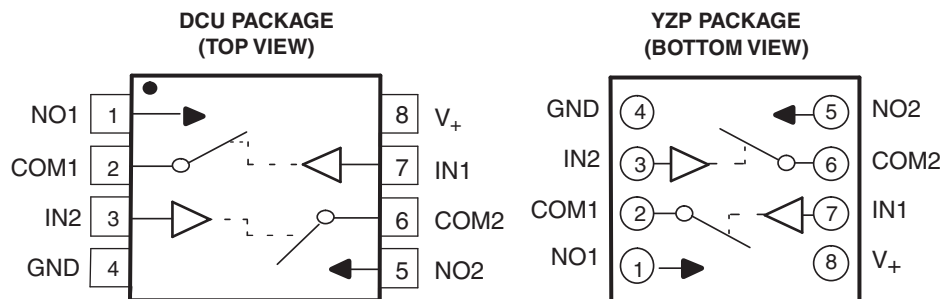 DCU PACKAGE
(TOP VIEW)
NO1 1 8 V+
COM1 2 7 IN1
IN2 3 6 COM2
GND 4 5 NO2
YZP PACKAGE
(BOTTOM VIEW)
GND 4 5 NO2
IN2 3 6 COM2
COM1 2 7 IN1
NO1 1 8 V+